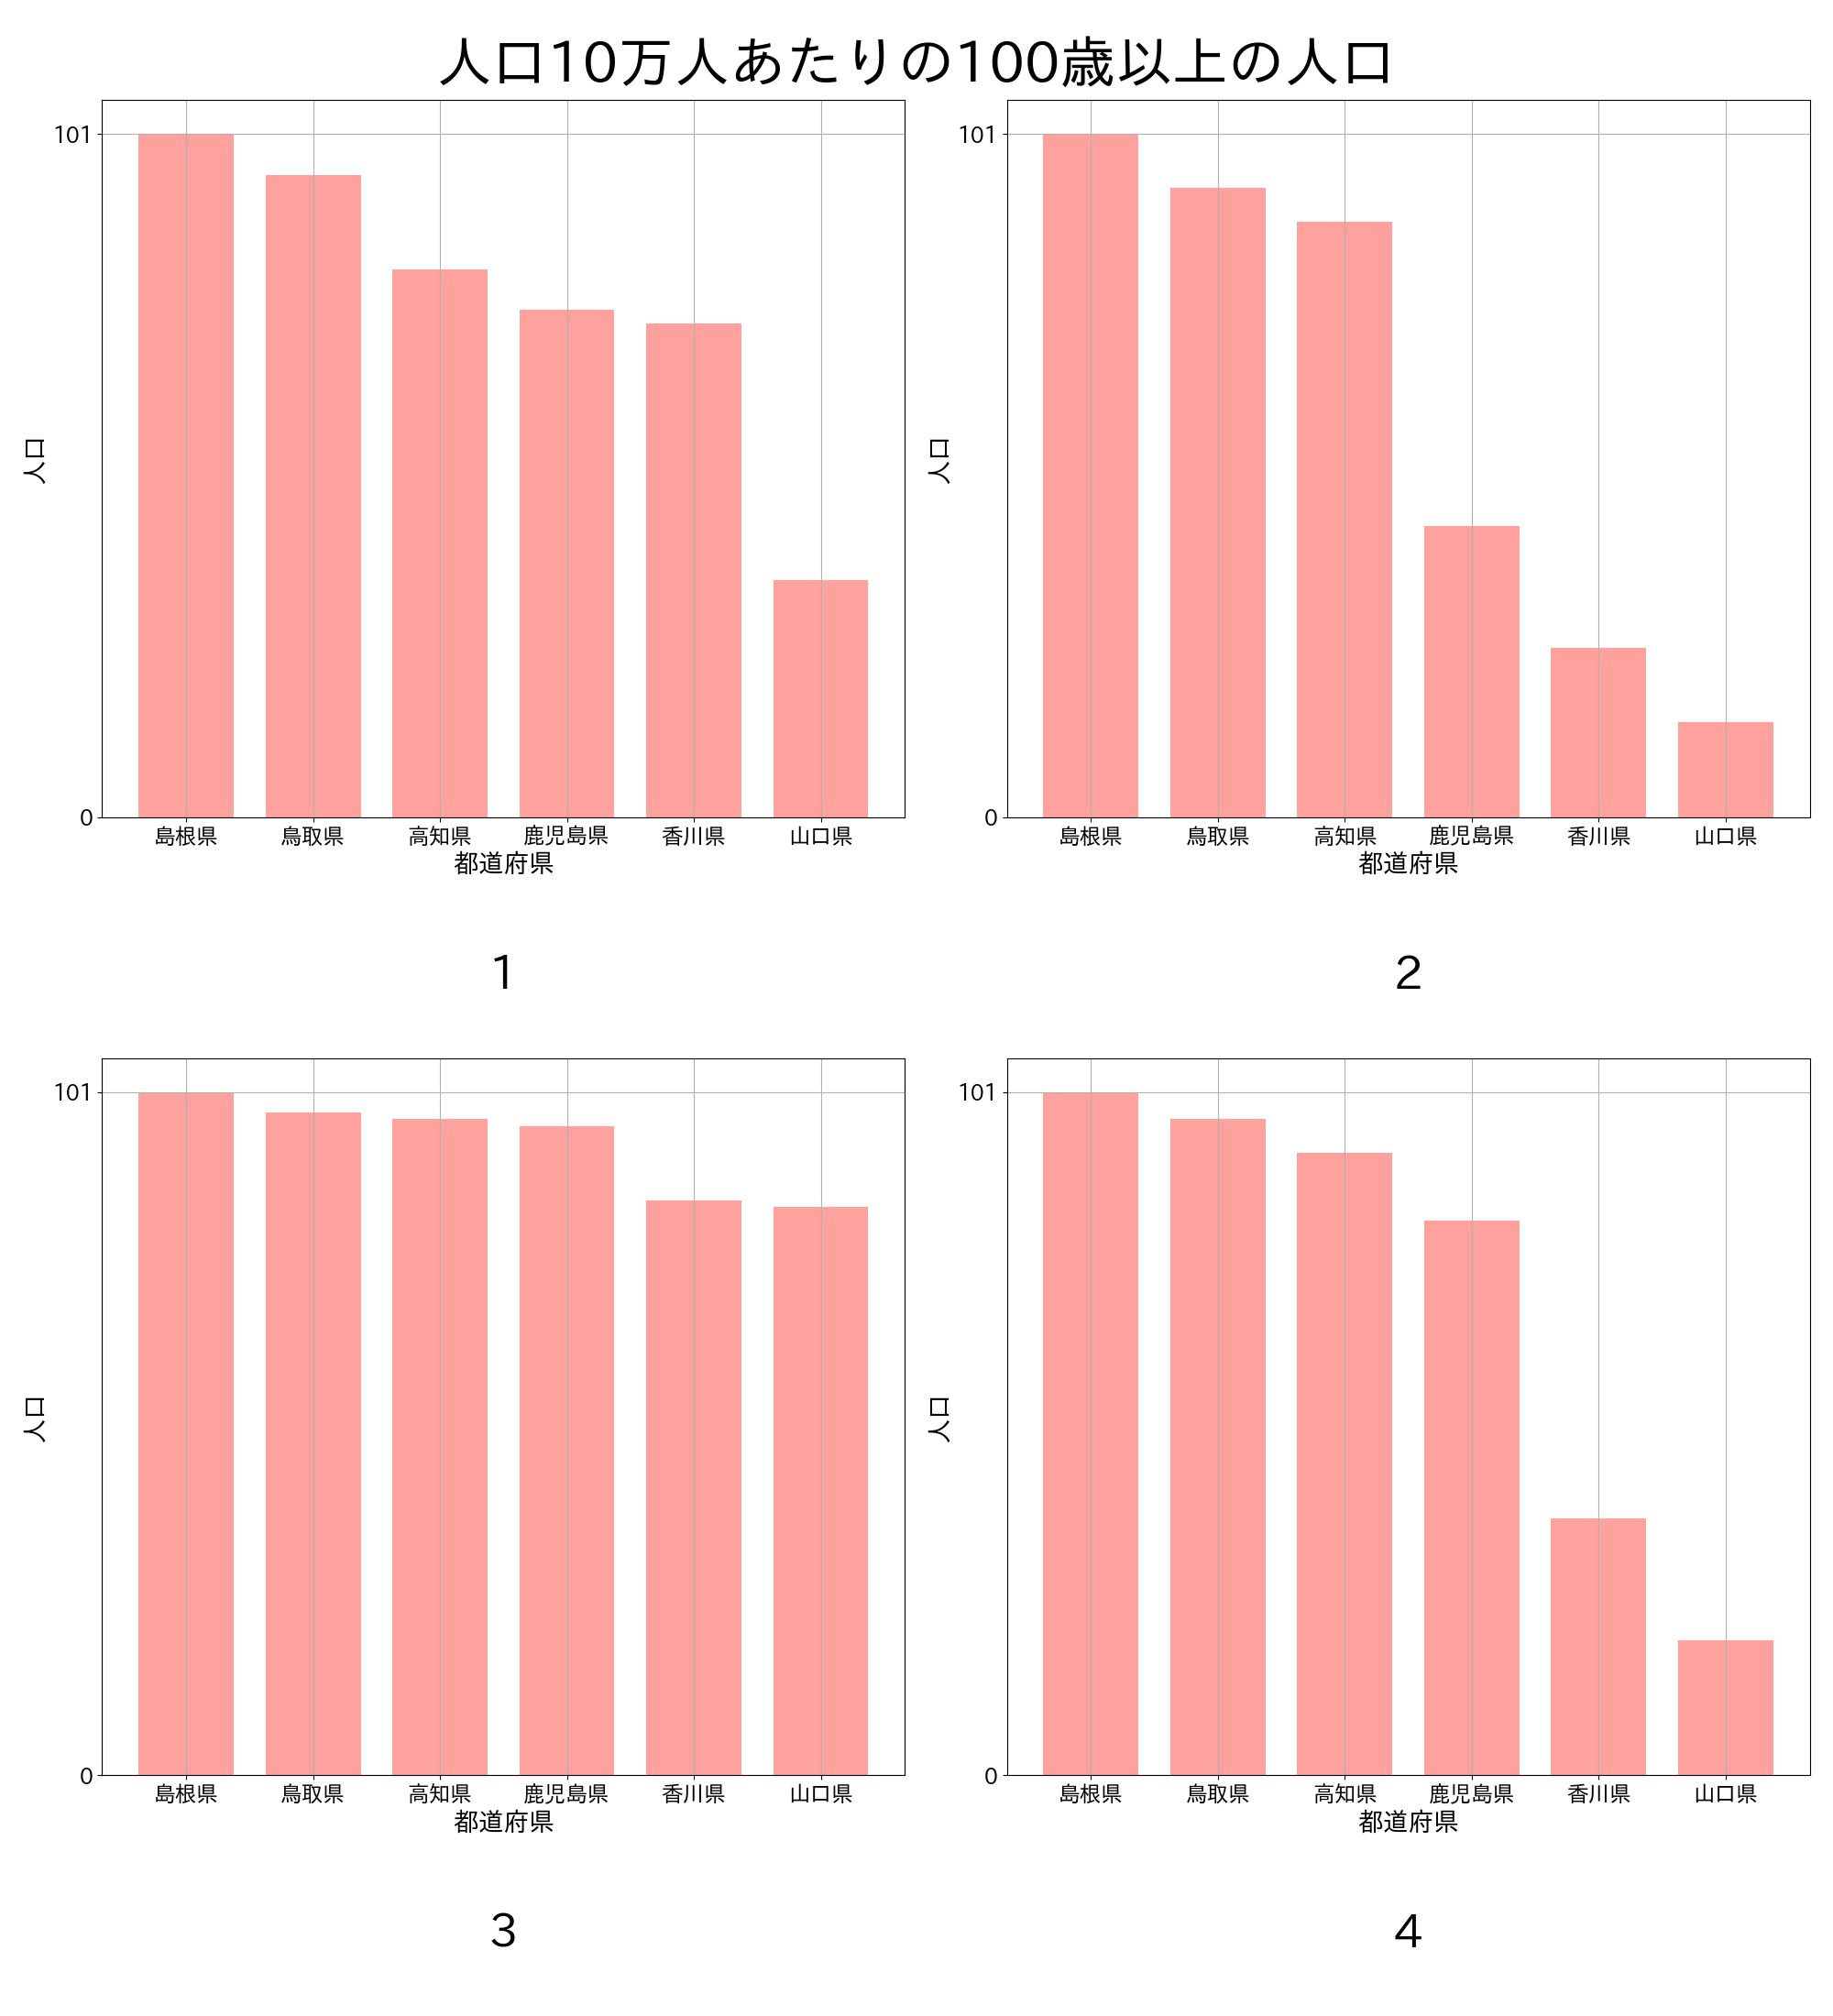 人口10万人あたりの100歳以上の人口
101
0
人口
島根県 鳥取県 高知県 鹿児島県 香川県 山口県
都道府県
1
101
0
人口
島根県 鳥取県 高知県 鹿児島県 香川県 山口県
都道府県
2
101
0
人口
島根県 鳥取県 高知県 鹿児島県 香川県 山口県
都道府県
3
101
0
人口
島根県 鳥取県 高知県 鹿児島県 香川県 山口県
都道府県
4